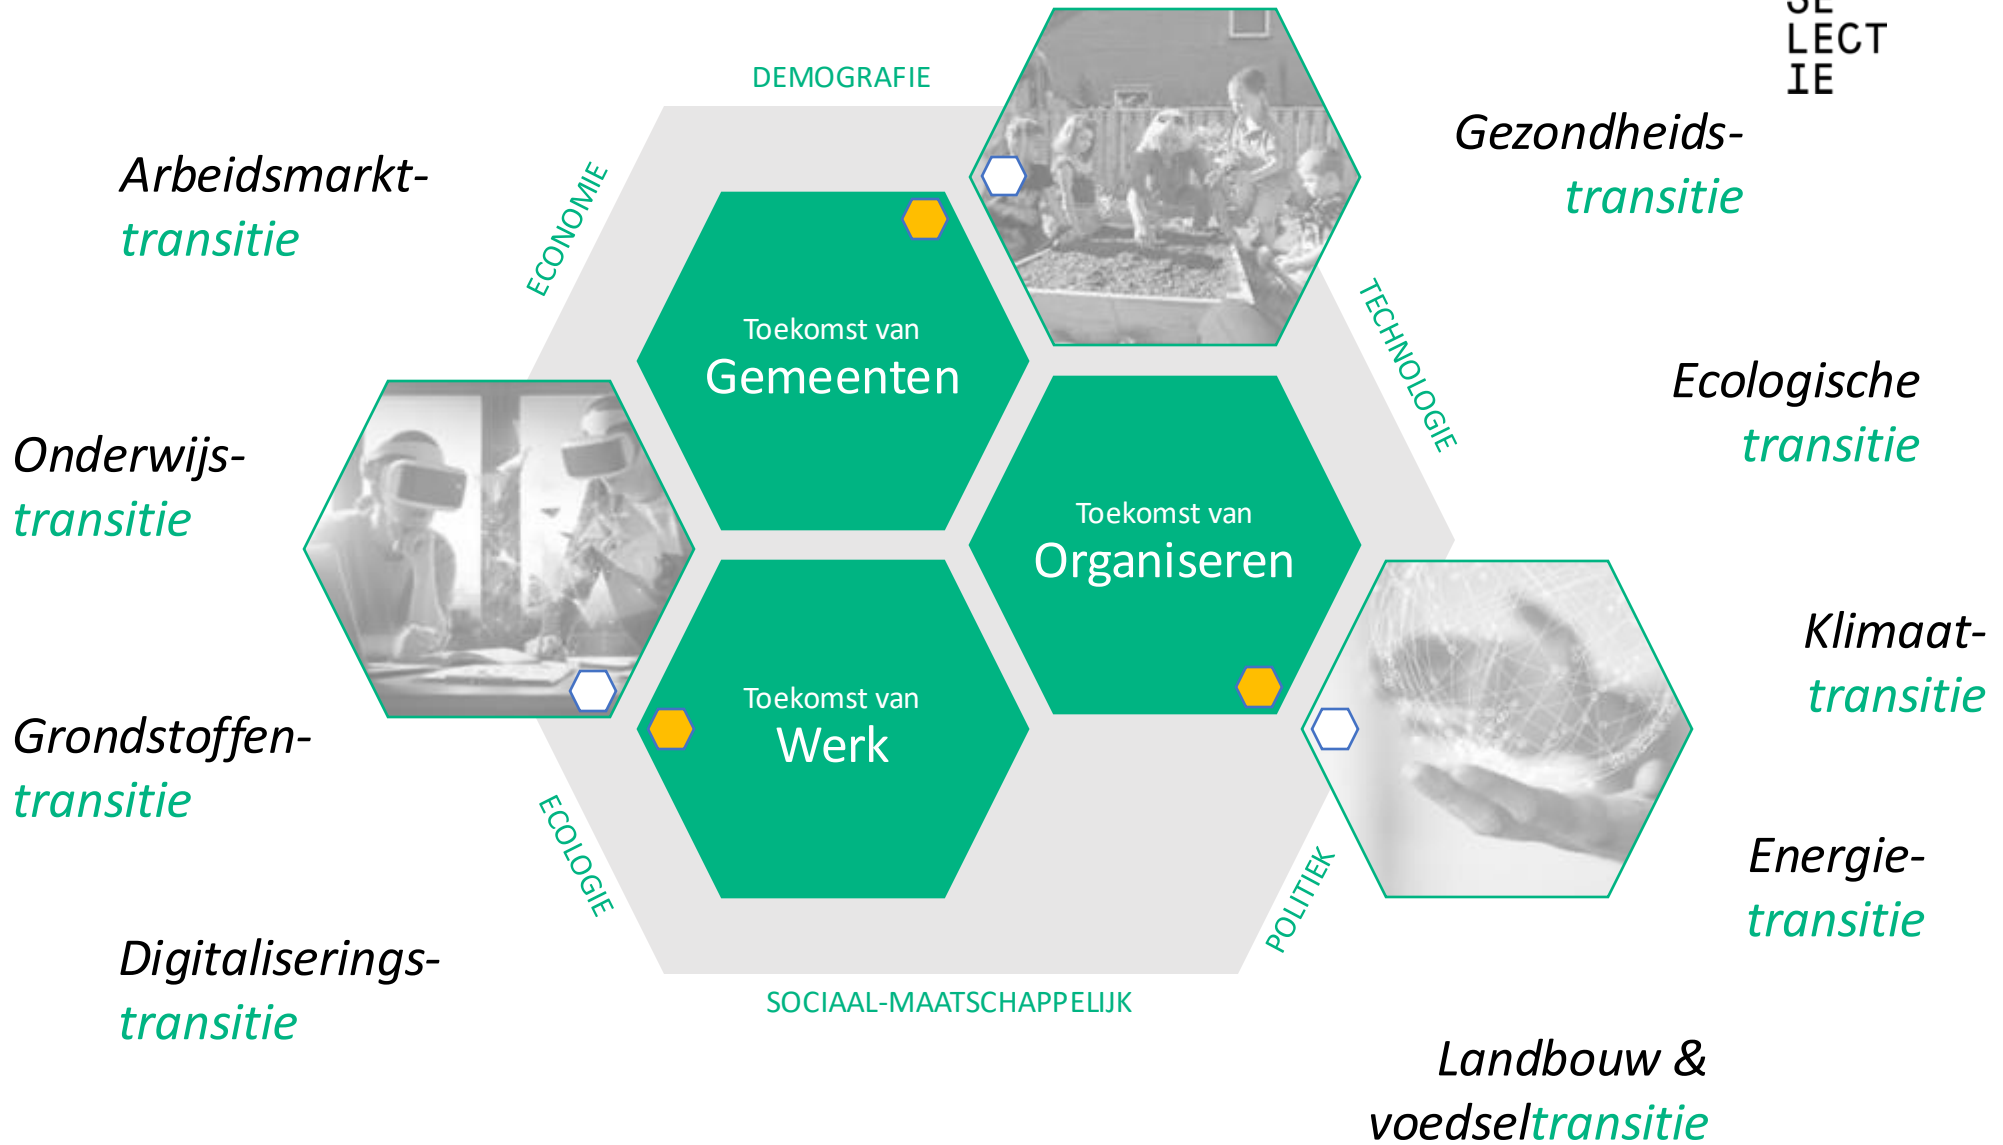 SE
LECT
IE
DEMOGRAFIE
Gezondheids-
transitie
Arbeidsmarkt-
transitie
ECONOMIE
TECHNOLOGIE
Toekomst van
Gemeenten
Ecologische
transitie
Onderwijs-
transitie
Toekomst van
Organiseren
Klimaat-
transitie
Toekomst van
Werk
Grondstoffen-
transitie
ECOLOGIE
POLITIEK
Energie-
transitie
Digitaliserings-
transitie
SOCIAAL-MAATSCHAPPELIJK
Landbouw &
voedseltransitie